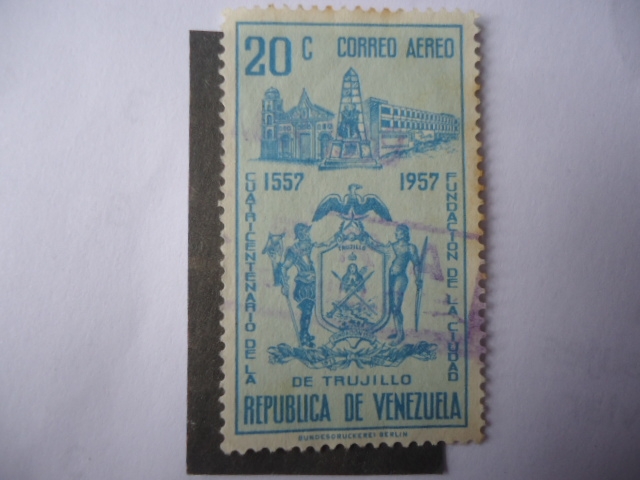 20 C CORREO AEREO
1557 1957
CUATRICENTENARIO DE LA
FUNDACION DE LA CIUDAD
TRUJILLO
DE TRUJILLO
REPUBLICA DE VENEZUELA
BUNDESDRUCKEREI BERLIN